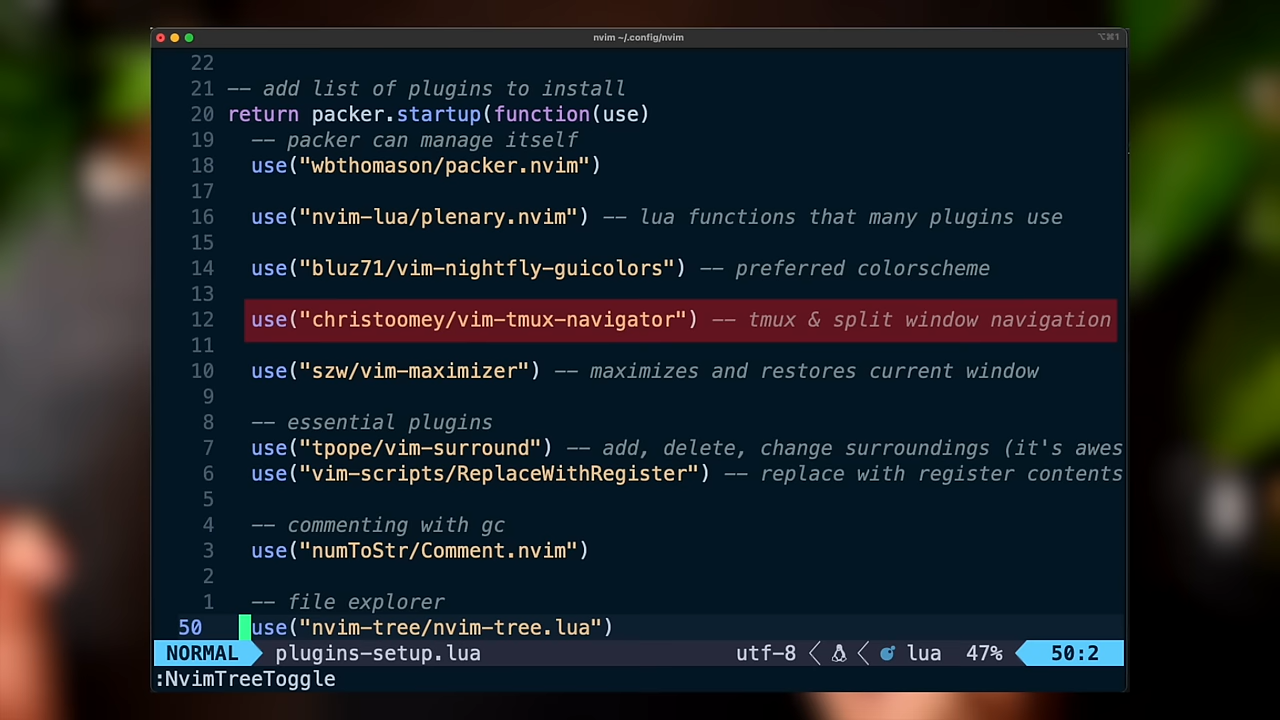 nvim ~/.config/nvim
⌥⌘1
22
21 -- add list of plugins to install
20 return packer.startup(function(use)
19 -- packer can manage itself
18 use("wbthomason/packer.nvim")
17
16 use("nvim-lua/plenary.nvim") -- lua functions that many plugins use
15
14 use("bluz71/vim-nightfly-guicolors") -- preferred colorscheme
13
12 use("christoomey/vim-tmux-navigator") -- tmux & split window navigation
11
10 use("szw/vim-maximizer") -- maximizes and restores current window
9
8 -- essential plugins
7 use("tpope/vim-surround") -- add, delete, change surroundings (it's awes
6 use("vim-scripts/ReplaceWithRegister") -- replace with register contents
5
4 -- commenting with gc
3 use("numToStr/Comment.nvim")
2
1 -- file explorer
50 use("nvim-tree/nvim-tree.lua")
NORMAL plugins-setup.lua utf-8 lua 47% 50:2
:NvimTreeToggle